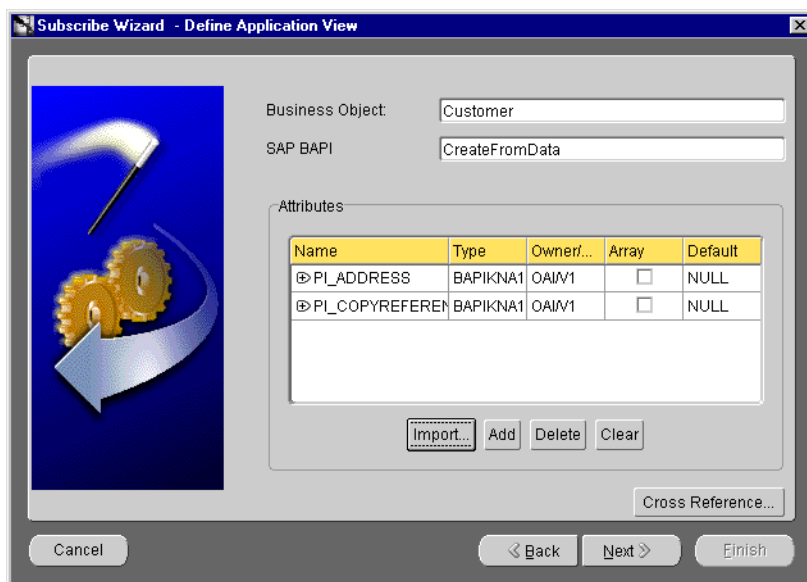 Subscribe Wizard - Define Application View
Business Object: Customer
SAP BAPI CreateFromData
Attributes
Name Type Owner/... Array Default
PI_ADDRESS BAPIKNA1 OAI/V1 NULL
PI_COPYREFEREN BAPIKNA1 OAI/V1 NULL
Import... Add Delete Clear
Cross Reference...
Cancel Back Next Finish